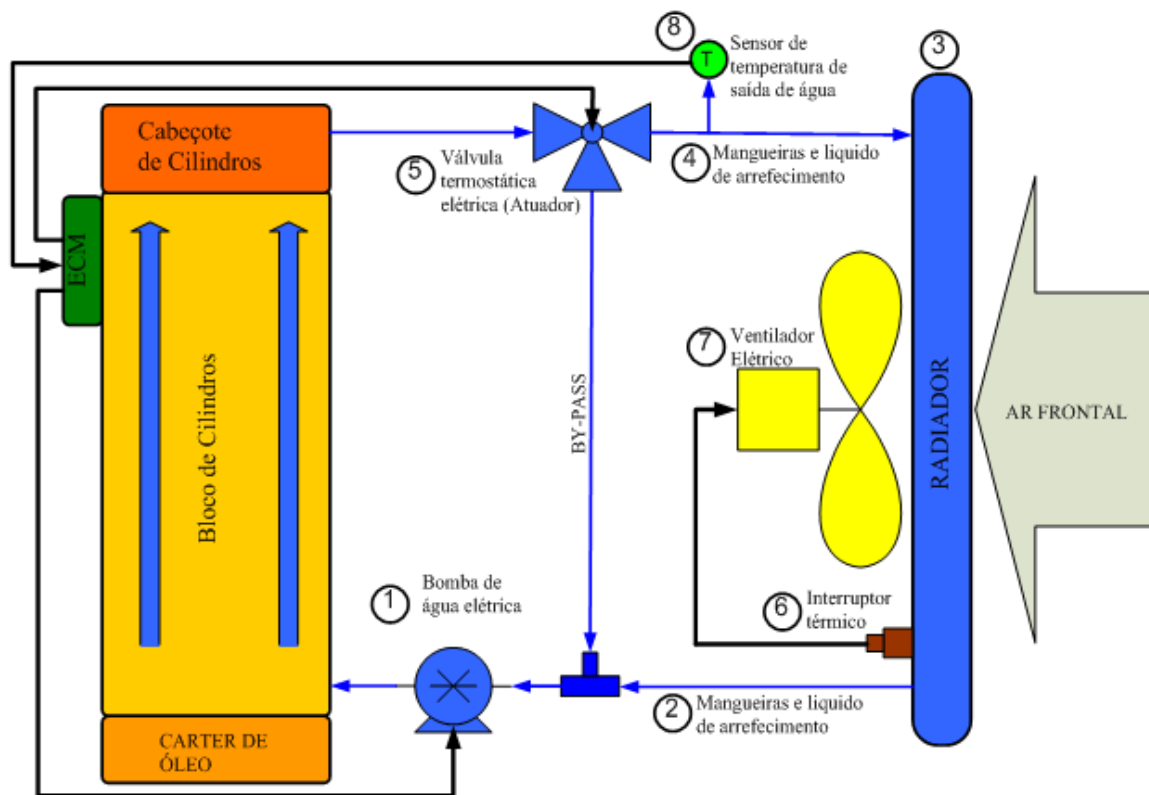 8
Sensor de
temperatura de
saída de água
T
3
Cabeçote
de Cilindros
5
Válvula
termostática
elétrica (Atuador)
4
Mangueiras e liquido
de arrefecimento
ECM
Bloco de Cilindros
BY-PASS
7
Ventilador
Elétrico
RADIADOR
AR FRONTAL
1
Bomba de
água elétrica
6
Interruptor
térmico
2
Mangueiras e liquido
de arrefecimento
CARTER DE
ÓLEO